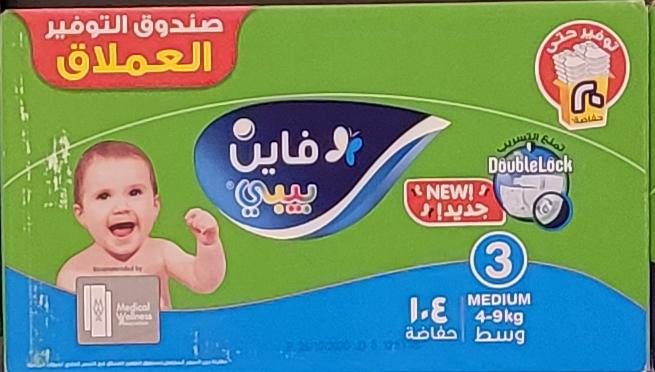 صندوق التوفير
العملاق
توفير حتى
حفاضة
فاين
بيبي®
تمنع التسريب
DoubleLock
NEW!
جديد!
3
MEDIUM
4-9kg
وسط
١٠٤
حفاضة
Recommended by
Medical
Wellness
Association